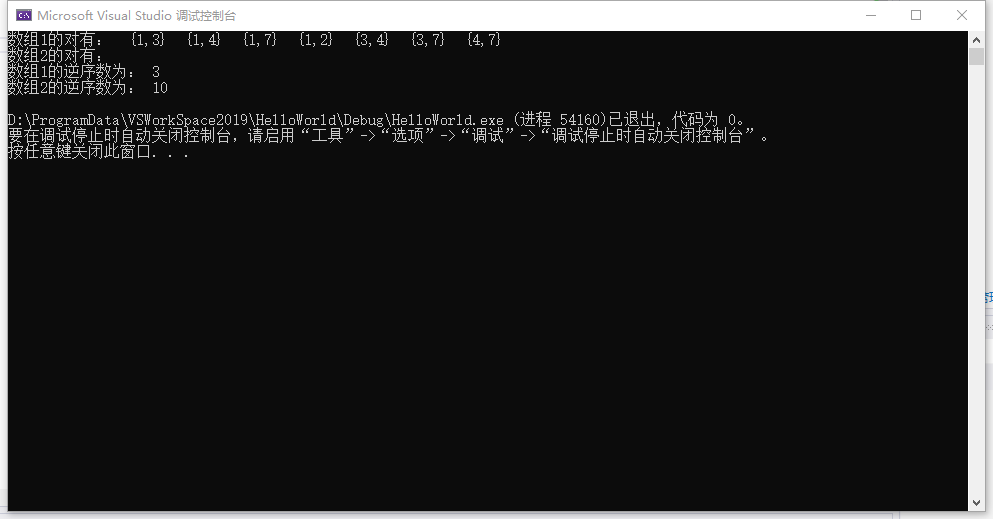 Microsoft Visual Studio 调试控制台
数组1的对有:  {1,3}  {1,4}  {1,7}  {1,2}  {3,4}  {3,7}  {4,7}
数组2的对有:
数组1的逆序数为: 3
数组2的逆序数为: 10
D:\ProgramData\VSWorkSpace2019\HelloWorld\Debug\HelloWorld.exe (进程 54160)已退出，代码为 0。
要在调试停止时自动关闭控制台，请启用“工具”->“选项”->“调试”->“调试停止时自动关闭控制台”。
按任意键关闭此窗口. . .